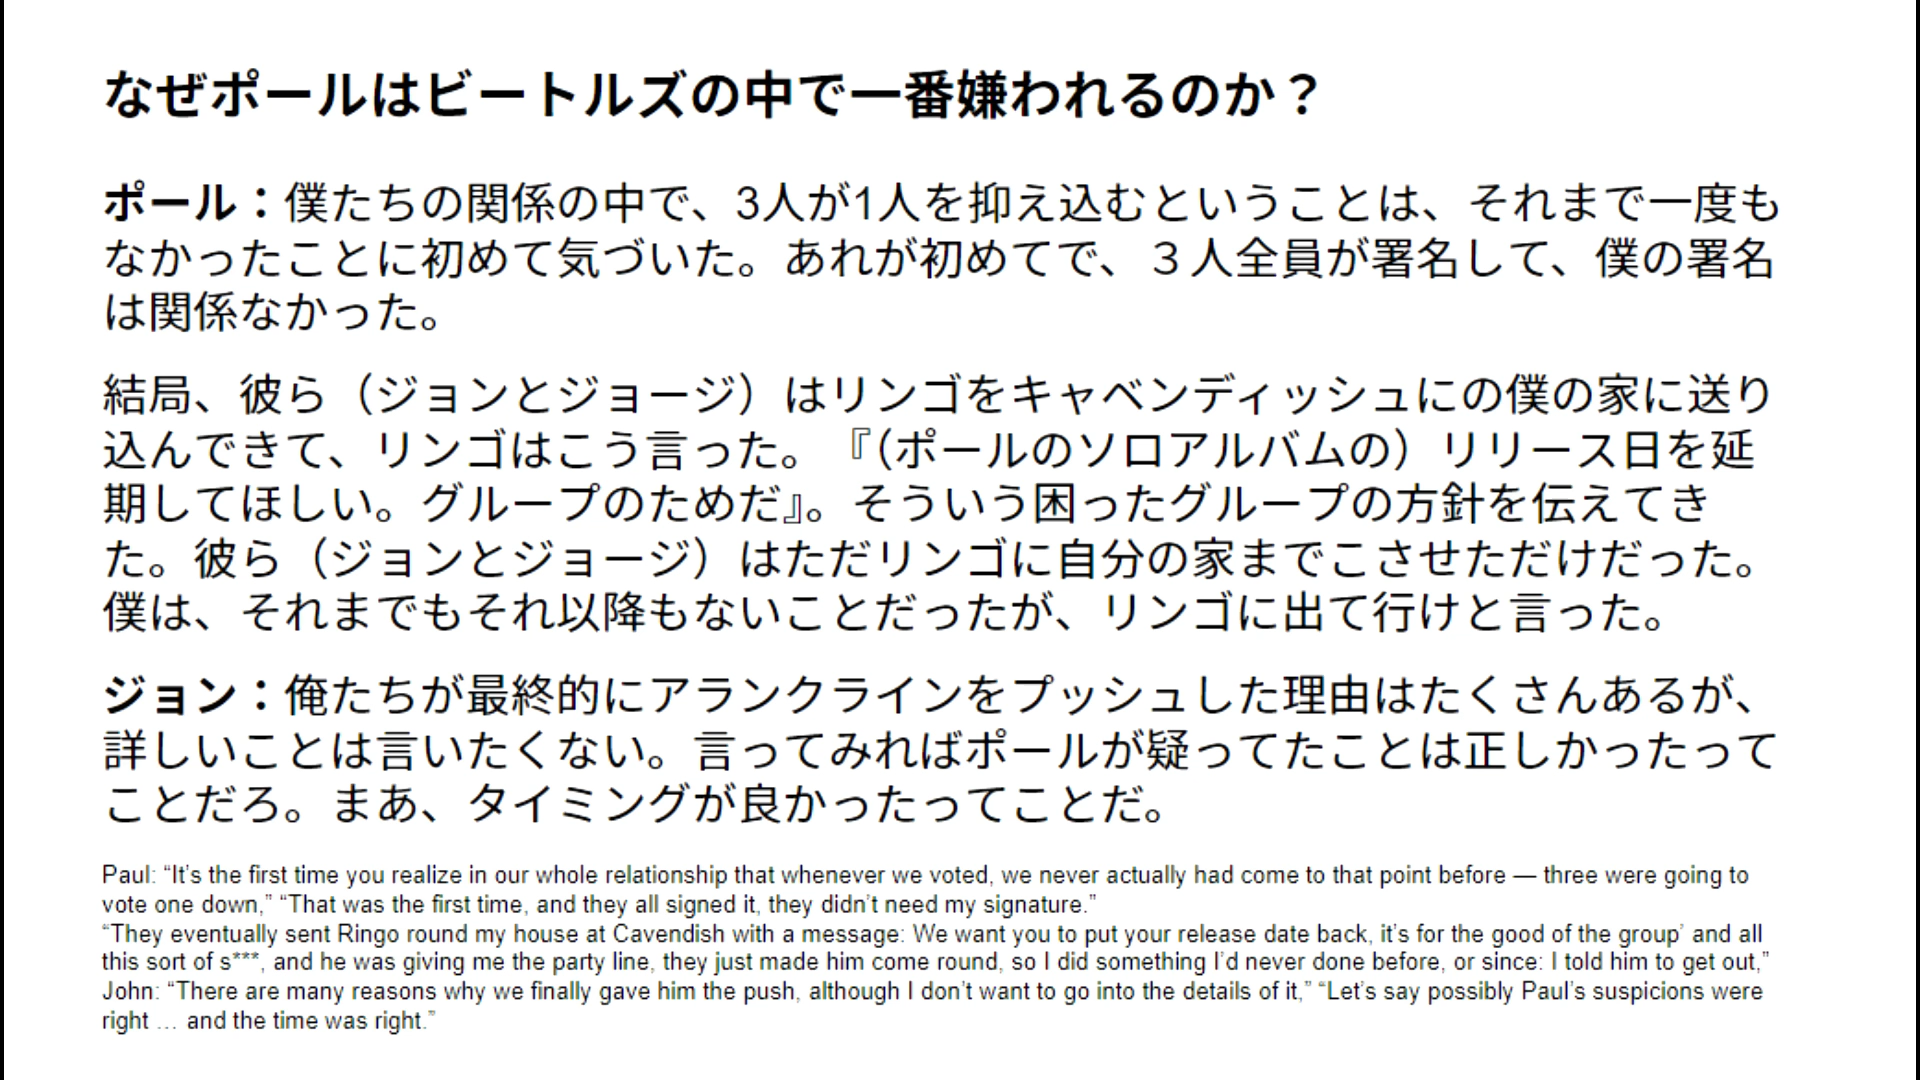 なぜポールはビートルズの中で一番嫌われるのか？
ポール：僕たちの関係の中で、3人が1人を抑え込むということは、それまで一度も
なかったことに初めて気づいた。あれが初めてで、３人全員が署名して、僕の署名
は関係なかった。
結局、彼ら（ジョンとジョージ）はリンゴをキャベンディッシュにの僕の家に送り
込んできて、リンゴはこう言った。『（ポールのソロアルバムの）リリース日を延
期してほしい。グループのためだ』。そういう困ったグループの方針を伝えてき
た。彼ら（ジョンとジョージ）はただリンゴに自分の家までこさせただけだった。
僕は、それまでもそれ以降もないことだったが、リンゴに出て行けと言った。
ジョン：俺たちが最終的にアランクラインをプッシュした理由はたくさんあるが、
詳しいことは言いたくない。言ってみればポールが疑ってたことは正しかったって
ことだろ。まあ、タイミングが良かったってことだ。
Paul: “It’s the first time you realize in our whole relationship that whenever we voted, we never actually had come to that point before — three were going to
vote one down,” “That was the first time, and they all signed it, they didn’t need my signature.”
“They eventually sent Ringo round my house at Cavendish with a message: We want you to put your release date back, it’s for the good of the group’ and all
this sort of s***, and he was giving me the party line, they just made him come round, so I did something I’d never done before, or since: I told him to get out,”
John: “There are many reasons why we finally gave him the push, although I don’t want to go into the details of it,” “Let’s say possibly Paul’s suspicions were
right … and the time was right.”